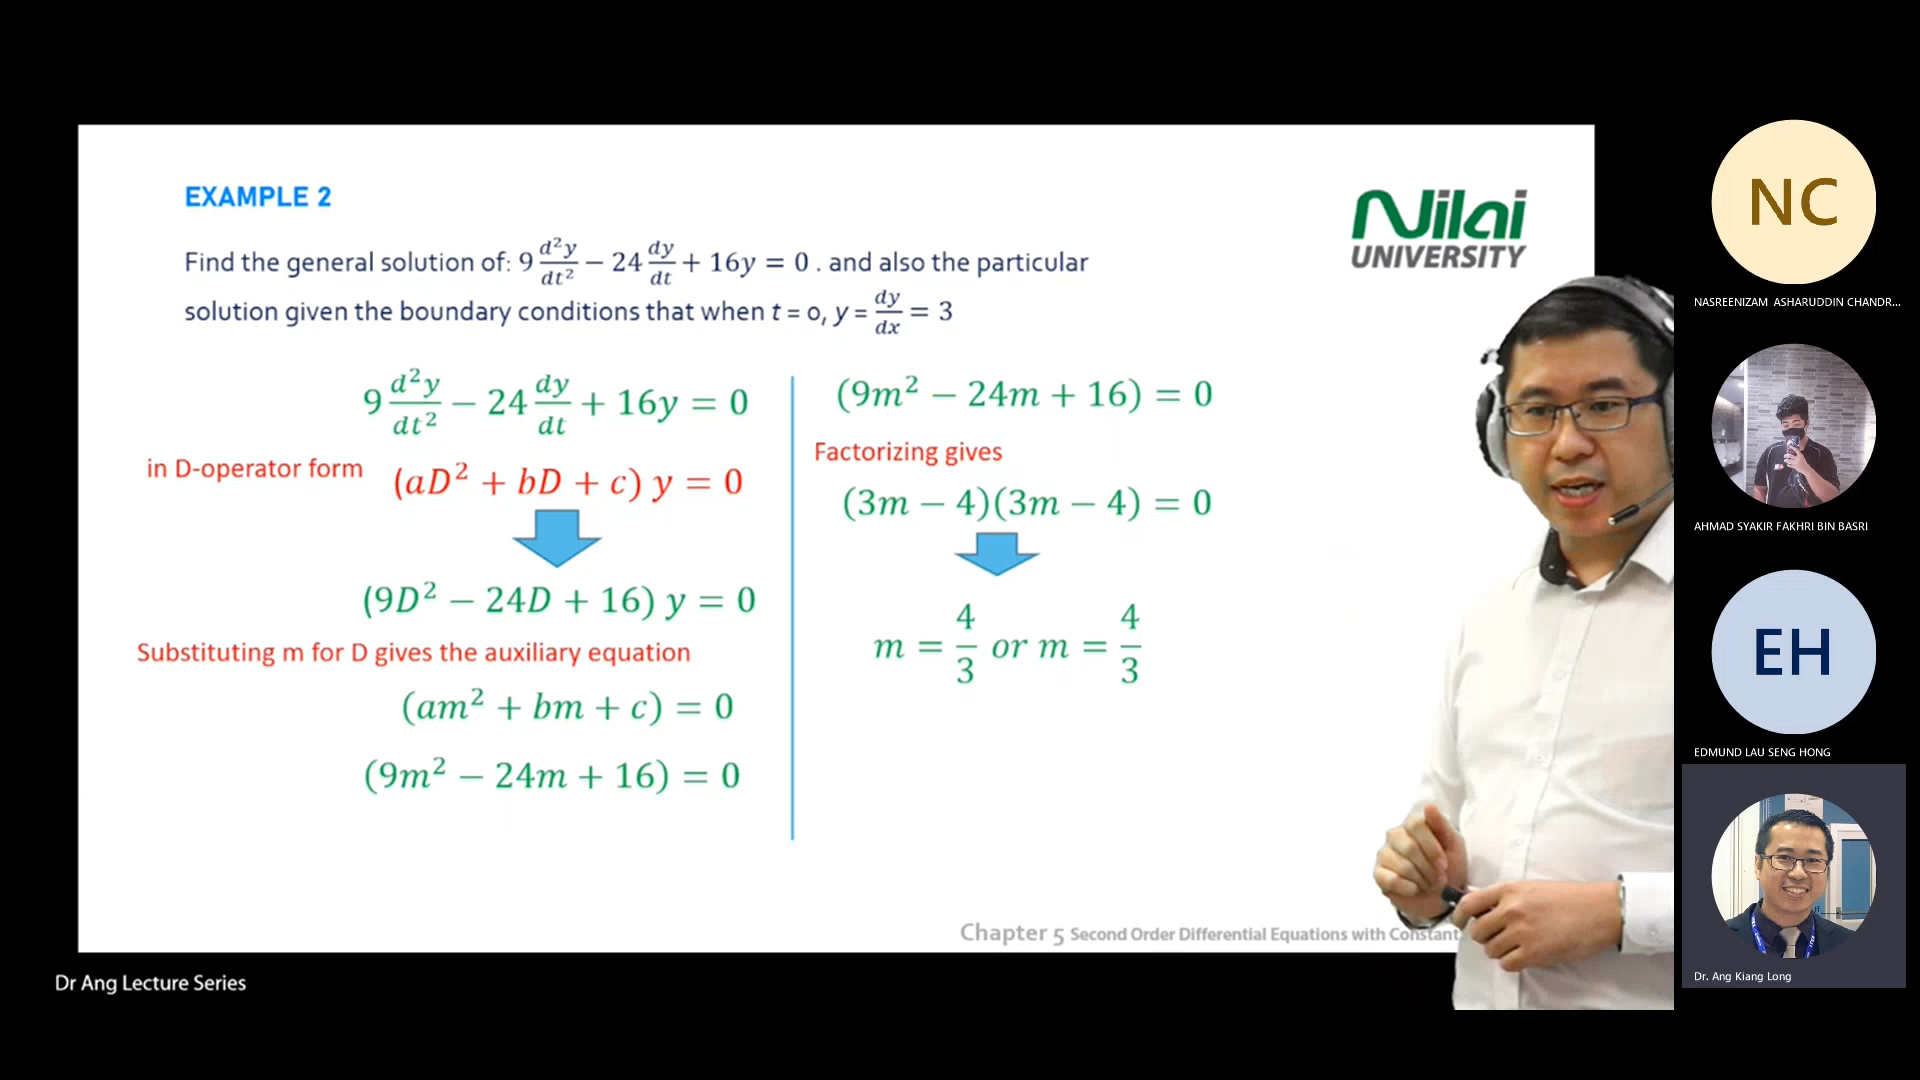 EXAMPLE 2
Nilai
UNIVERSITY
Find the general solution of: 9 d²y/dt² − 24 dy/dt + 16y = 0 . and also the particular
solution given the boundary conditions that when t = 0, y = dy/dx = 3
9 d²y/dt² − 24 dy/dt + 16y = 0
in D-operator form (aD² + bD + c) y = 0
(9D² − 24D + 16) y = 0
Substituting m for D gives the auxiliary equation
(am² + bm + c) = 0
(9m² − 24m + 16) = 0
(9m² − 24m + 16) = 0
Factorizing gives
(3m − 4)(3m − 4) = 0
m = 4/3 or m = 4/3
Chapter 5 Second Order Differential Equations with Constant
Dr Ang Lecture Series
NC
NASREENIZAM ASHARUDDIN CHANDR...
AHMAD SYAKIR FAKHRI BIN BASRI
EH
EDMUND LAU SENG HONG
Dr. Ang Kiang Long